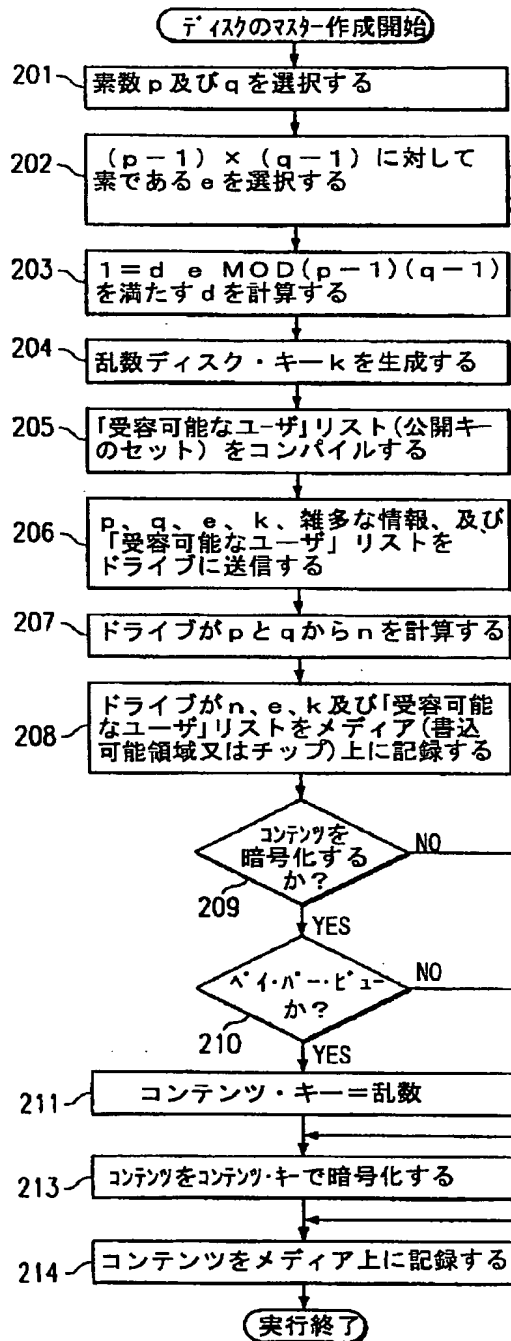 ディスクのマスター作成開始
201
素数p及びqを選択する
202
(p-1)×(q-1)に対して
素であるeを選択する
203
1=d e MOD(p-1)(q-1)
を満たすdを計算する
204
乱数ディスク・キーkを生成する
205
「受容可能なユーザ」リスト(公開キー
のセット)をコンパイルする
206
p、q、e、k、雑多な情報、及び
「受容可能なユーザ」リストを、
ドライブに送信する
207
ドライブがpとqからnを計算する
208
ドライブがn、e、k及び「受容可能
なユーザ」リストをメディア(書込
可能領域又はチップ)上に記録する
コンテンツを
暗号化する
か?
NO
209
YES
ペイ・パー・ビュー
か?
NO
210
YES
211
コンテンツ・キー=乱数
213
コンテンツをコンテンツ・キーで暗号化する
214
コンテンツをメディア上に記録する
実行終了